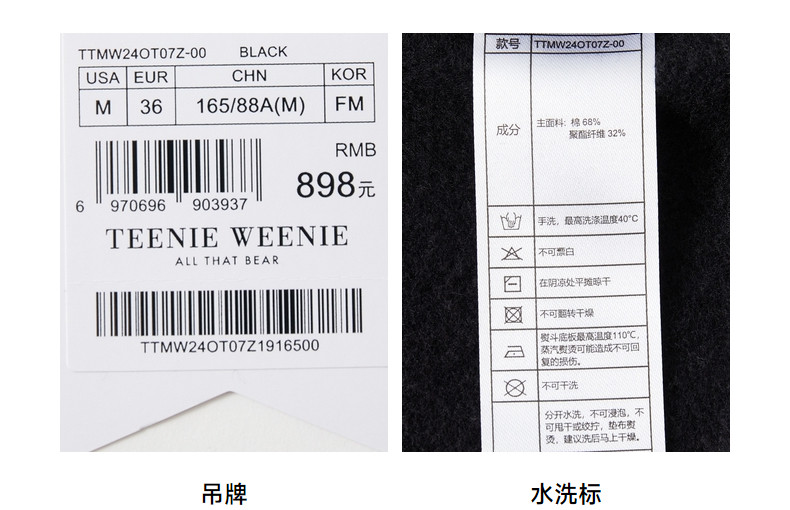 TTMW24OT07Z-00 BLACK
USA EUR CHN KOR
M 36 165/88A(M) FM
RMB
898元
6 970696 903937
TEENIE WEENIE
ALL THAT BEAR
TTMW24OT07Z1916500
吊牌
款号 TTMW24OT07Z-00
成分 主面料: 棉 68%
聚酯纤维 32%
手洗，最高洗涤温度40°C
不可漂白
在阴凉处平摊晾干
不可翻转干燥
熨斗底板最高温度110℃，
蒸汽熨烫可能造成不可回
复的损伤。
不可干洗
分开水洗，不可浸泡，不
可甩干或绞拧，垫布熨
烫，建议洗后马上干燥。
水洗标